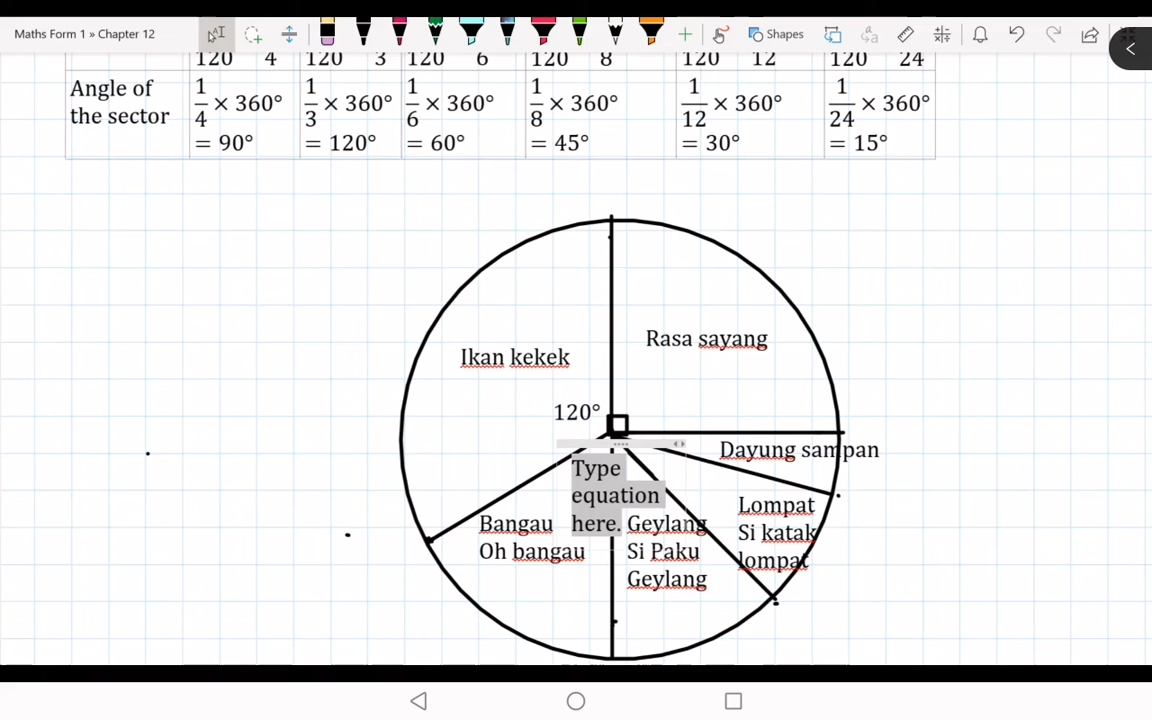 Maths Form 1 » Chapter 12
Shapes
120 4 120 3 120 6 120 8 120 12 120 24
Angle of
the sector
1/4 × 360°
= 90°
1/3 × 360°
= 120°
1/6 × 360°
= 60°
1/8 × 360°
= 45°
1/12 × 360°
= 30°
1/24 × 360°
= 15°
Rasa sayang
Ikan kekek
120°
Dayung sampan
Type
equation
here.
Lompat
Si katak
lompat
Bangau
Oh bangau
Geylang
Si Paku
Geylang